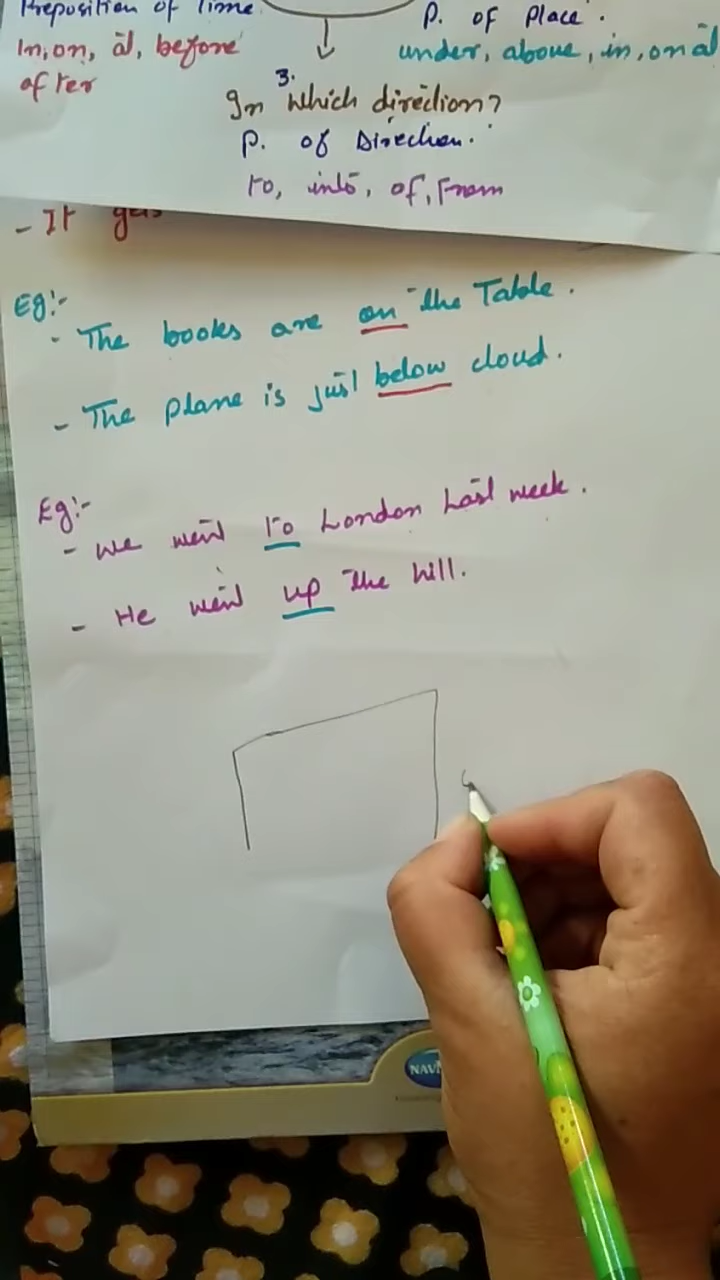 Preposition of Time
P. of Place.
In, on, at, before
after
under, above, in, on at
3.
In Which direction?
P. of Direction.
to, into, of, From
- It
Eg:-
- The books are on the Table.
- The plane is just below cloud.
Eg:-
- We went to London Last week.
- He went up the hill.
NAV